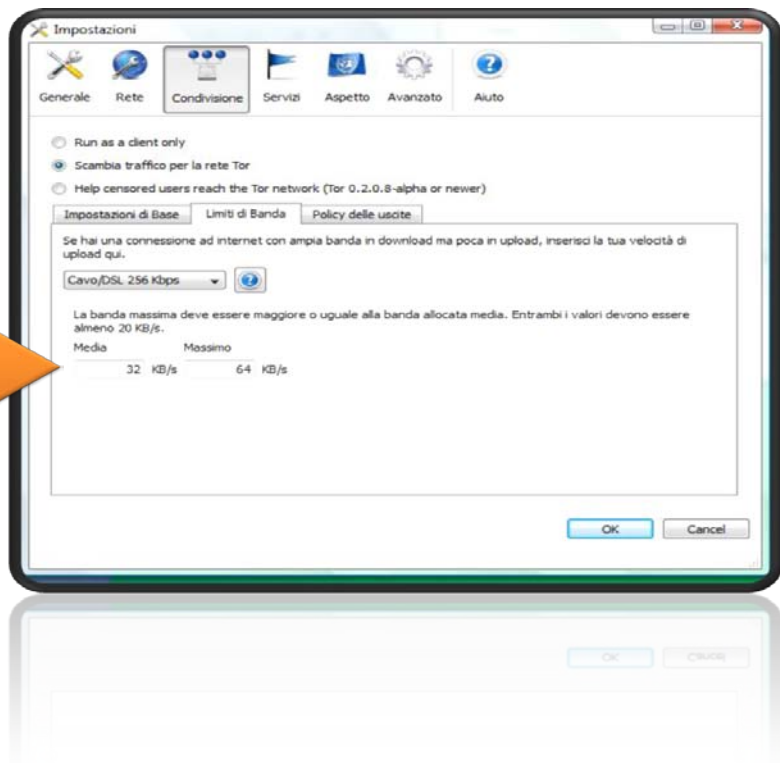 Impostazioni
Generale Rete Condivisione Servizi Aspetto Avanzato Aiuto
Run as a client only
Scambia traffico per la rete Tor
Help censored users reach the Tor network (Tor 0.2.0.8-alpha or newer)
Impostazioni di Base Limiti di Banda Policy delle uscite
Se hai una connessione ad internet con ampia banda in download ma poca in upload, inserisci la tua velocità di
upload qui.
Cavo/DSL 256 Kbps
La banda massima deve essere maggiore o uguale alla banda allocata media. Entrambi i valori devono essere
almeno 20 KB/s.
Media Massimo
32 KB/s 64 KB/s
OK Cancel
OK Cancel